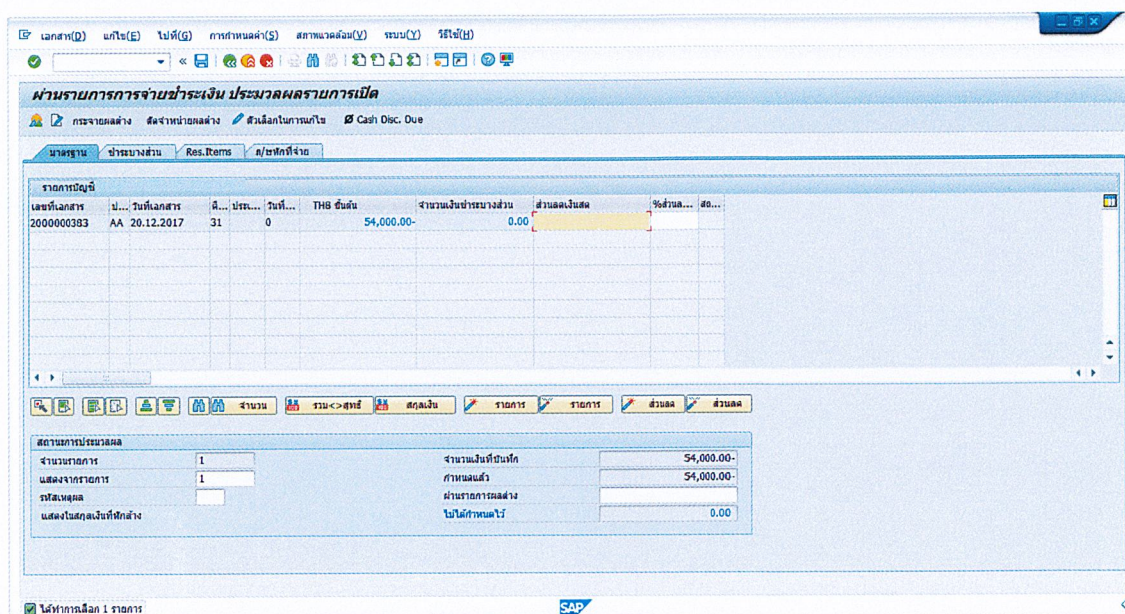 เอกสาร(D) แก้ไข(E) ไปที่(G) การกำหนดค่า(S) สภาพแวดล้อม(V) ระบบ(Y) วิธีใช้(H)
ผ่านรายการการจ่ายชำระเงิน ประมวลผลรายการเปิด
กระจายผลต่าง ตัดจำหน่ายผลต่าง ตัวเลือกในการแก้ไข Ø Cash Disc. Due
มาตรฐาน ชำระบางส่วน Res.Items ภ/ษหักที่จ่าย
รายการบัญชี
เลขที่เอกสาร ป... วันที่เอกสาร คี... ประเ... วันที่... THB ขั้นต้น จำนวนเงินชำระบางส่วน ส่วนลดเงินสด %ส่วนล... สถ...
2000000383 AA 20.12.2017 31 0 54,000.00- 0.00
จำนวน รวม<>สุทธิ สกุลเงิน รายการ รายการ ส่วนลด ส่วนลด
สถานะการประมวลผล
จำนวนรายการ 1 จำนวนเงินที่บันทึก 54,000.00-
แสดงจากรายการ 1 กำหนดแล้ว 54,000.00-
รหัสเหตุผล ผ่านรายการผลต่าง
แสดงในสกุลเงินที่หักล้าง ไม่ได้กำหนดไว้ 0.00
ได้ทำการเลือก 1 รายการ SAP